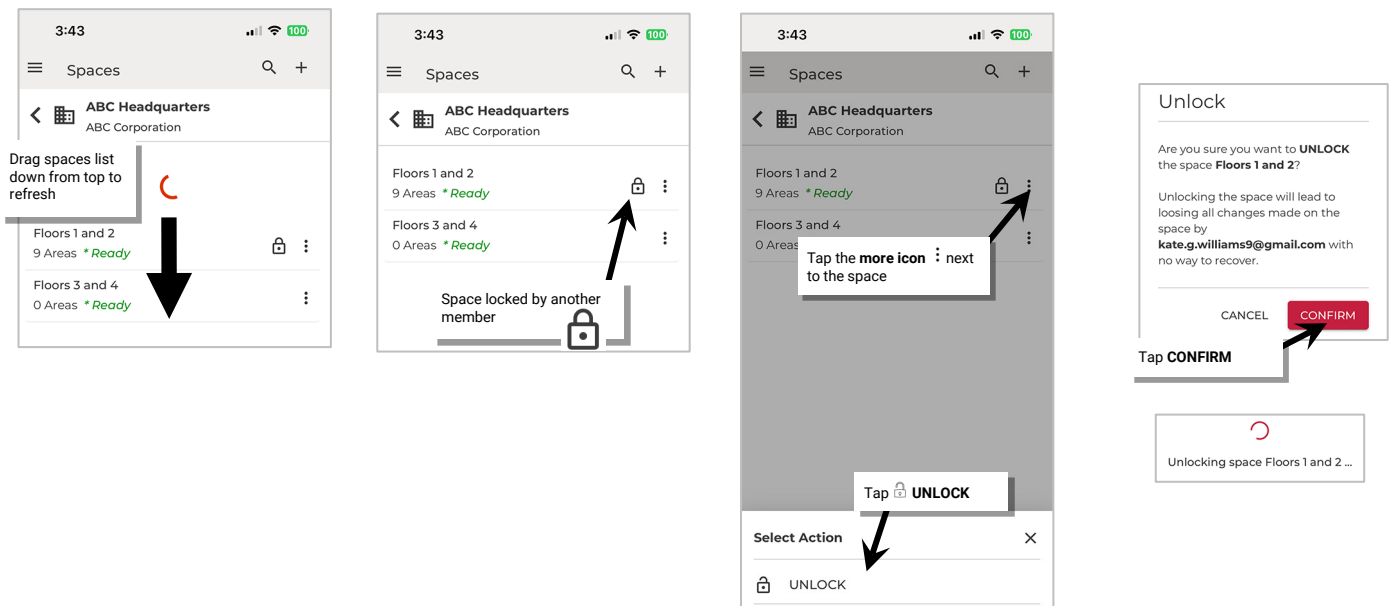 3:43
100
Spaces
ABC Headquarters
ABC Corporation
Drag spaces list
down from top to
refresh
Floors 1 and 2
9 Areas * Ready
Floors 3 and 4
0 Areas * Ready
3:43
100
Spaces
ABC Headquarters
ABC Corporation
Floors 1 and 2
9 Areas * Ready
Floors 3 and 4
0 Areas * Ready
Space locked by another
member
3:43
100
Spaces
ABC Headquarters
ABC Corporation
Floors 1 and 2
9 Areas * Ready
Floors 3 and 4
0 Areas
Tap the more icon ⋮ next
to the space
Tap UNLOCK
Select Action
UNLOCK
Unlock
Are you sure you want to UNLOCK
the space Floors 1 and 2?
Unlocking the space will lead to
loosing all changes made on the
space by
kate.g.williams9@gmail.com with
no way to recover.
CANCEL CONFIRM
Tap CONFIRM
Unlocking space Floors 1 and 2 ...